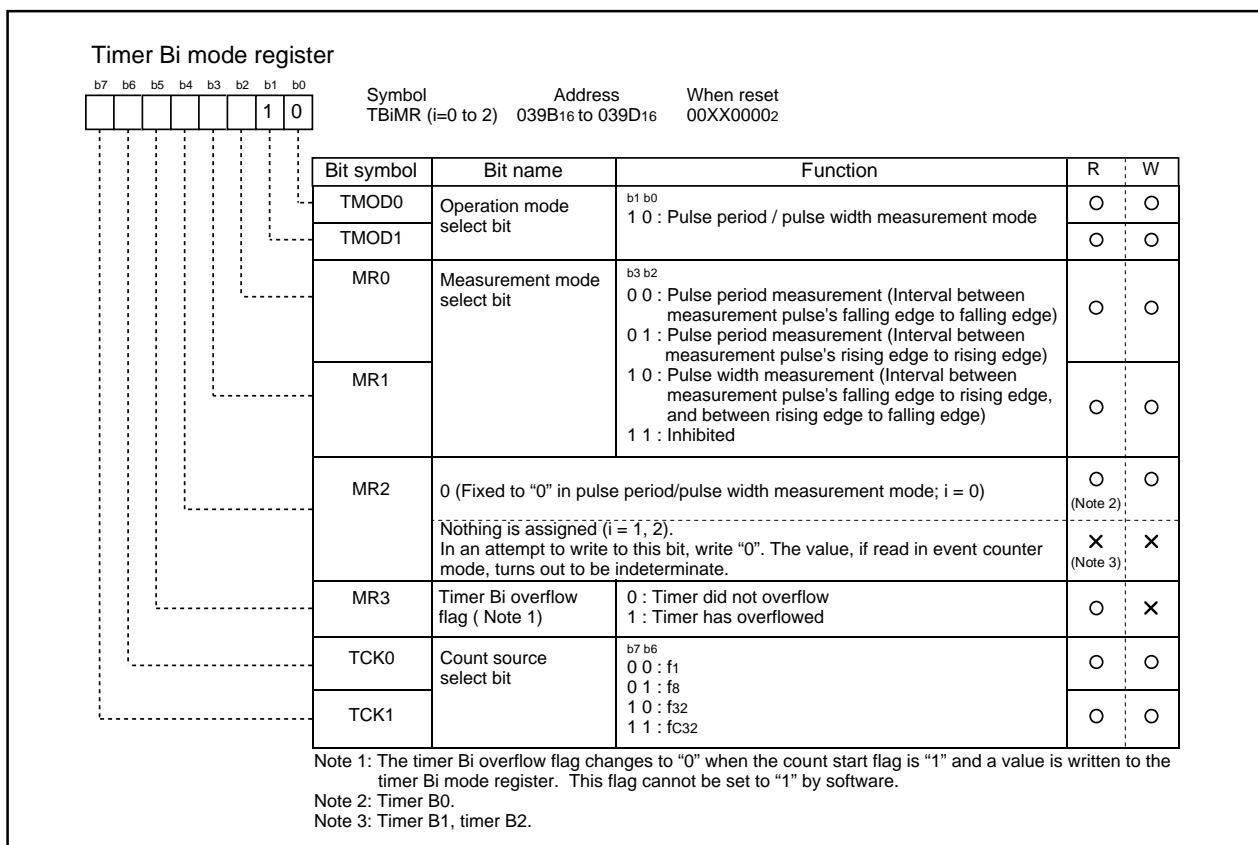 Timer Bi mode register
b7 b6 b5 b4 b3 b2 b1 b0
1 0
Symbol Address When reset
TBiMR (i=0 to 2) 039B16 to 039D16 00XX00002
Bit symbol Bit name Function R W
TMOD0
TMOD1
Operation mode
select bit
b1 b0
1 0 : Pulse period / pulse width measurement mode
MR0
MR1
Measurement mode
select bit
b3 b2
0 0 : Pulse period measurement (Interval between
measurement pulse's falling edge to falling edge)
0 1 : Pulse period measurement (Interval between
measurement pulse's rising edge to rising edge)
1 0 : Pulse width measurement (Interval between
measurement pulse's falling edge to rising edge,
and between rising edge to falling edge)
1 1 : Inhibited
MR2
0 (Fixed to “0” in pulse period/pulse width measurement mode; i = 0)
(Note 2)
Nothing is assigned (i = 1, 2).
In an attempt to write to this bit, write “0”. The value, if read in event counter
mode, turns out to be indeterminate.
(Note 3)
MR3
Timer Bi overflow
flag ( Note 1)
0 : Timer did not overflow
1 : Timer has overflowed
TCK0
TCK1
Count source
select bit
b7 b6
0 0 : f1
0 1 : f8
1 0 : f32
1 1 : fC32
Note 1: The timer Bi overflow flag changes to “0” when the count start flag is “1” and a value is written to the
timer Bi mode register. This flag cannot be set to “1” by software.
Note 2: Timer B0.
Note 3: Timer B1, timer B2.